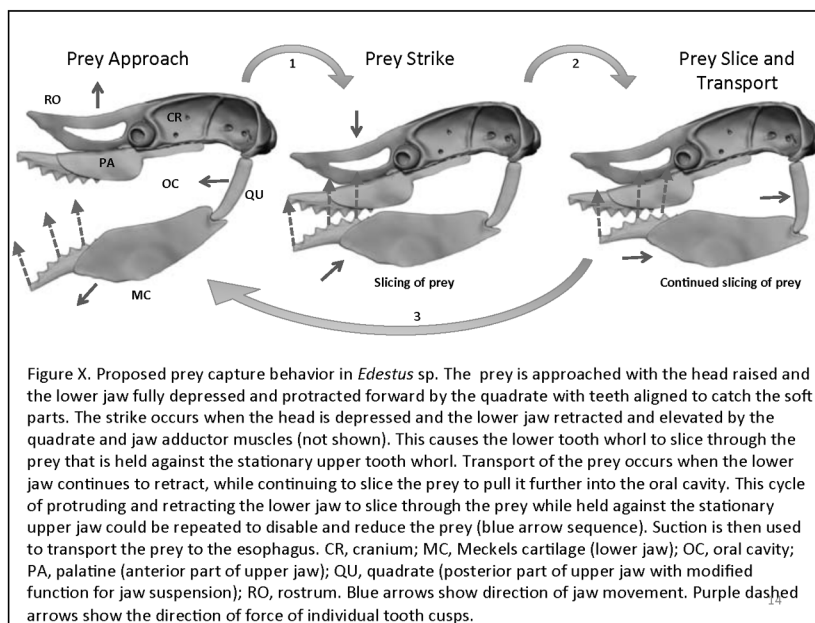 Prey Approach
1
Prey Strike
2
Prey Slice and
Transport
RO
CR
PA
OC
QU
MC
Slicing of prey
Continued slicing of prey
3
Figure X. Proposed prey capture behavior in Edestus sp. The  prey is approached with the head raised and
the lower jaw fully depressed and protracted forward by the quadrate with teeth aligned to catch the soft
parts. The strike occurs when the head is depressed and the lower jaw retracted and elevated by the
quadrate and jaw adductor muscles (not shown). This causes the lower tooth whorl to slice through the
prey that is held against the stationary upper tooth whorl. Transport of the prey occurs when the lower
jaw continues to retract, while continuing to slice the prey to pull it further into the oral cavity. This cycle
of protruding and retracting the lower jaw to slice through the prey while held against the stationary
upper jaw could be repeated to disable and reduce the prey (blue arrow sequence). Suction is then used
to transport the prey to the esophagus. CR, cranium; MC, Meckels cartilage (lower jaw); OC, oral cavity;
PA, palatine (anterior part of upper jaw); QU, quadrate (posterior part of upper jaw with modified
function for jaw suspension); RO, rostrum. Blue arrows show direction of jaw movement. Purple dashed
arrows show the direction of force of individual tooth cusps.
14